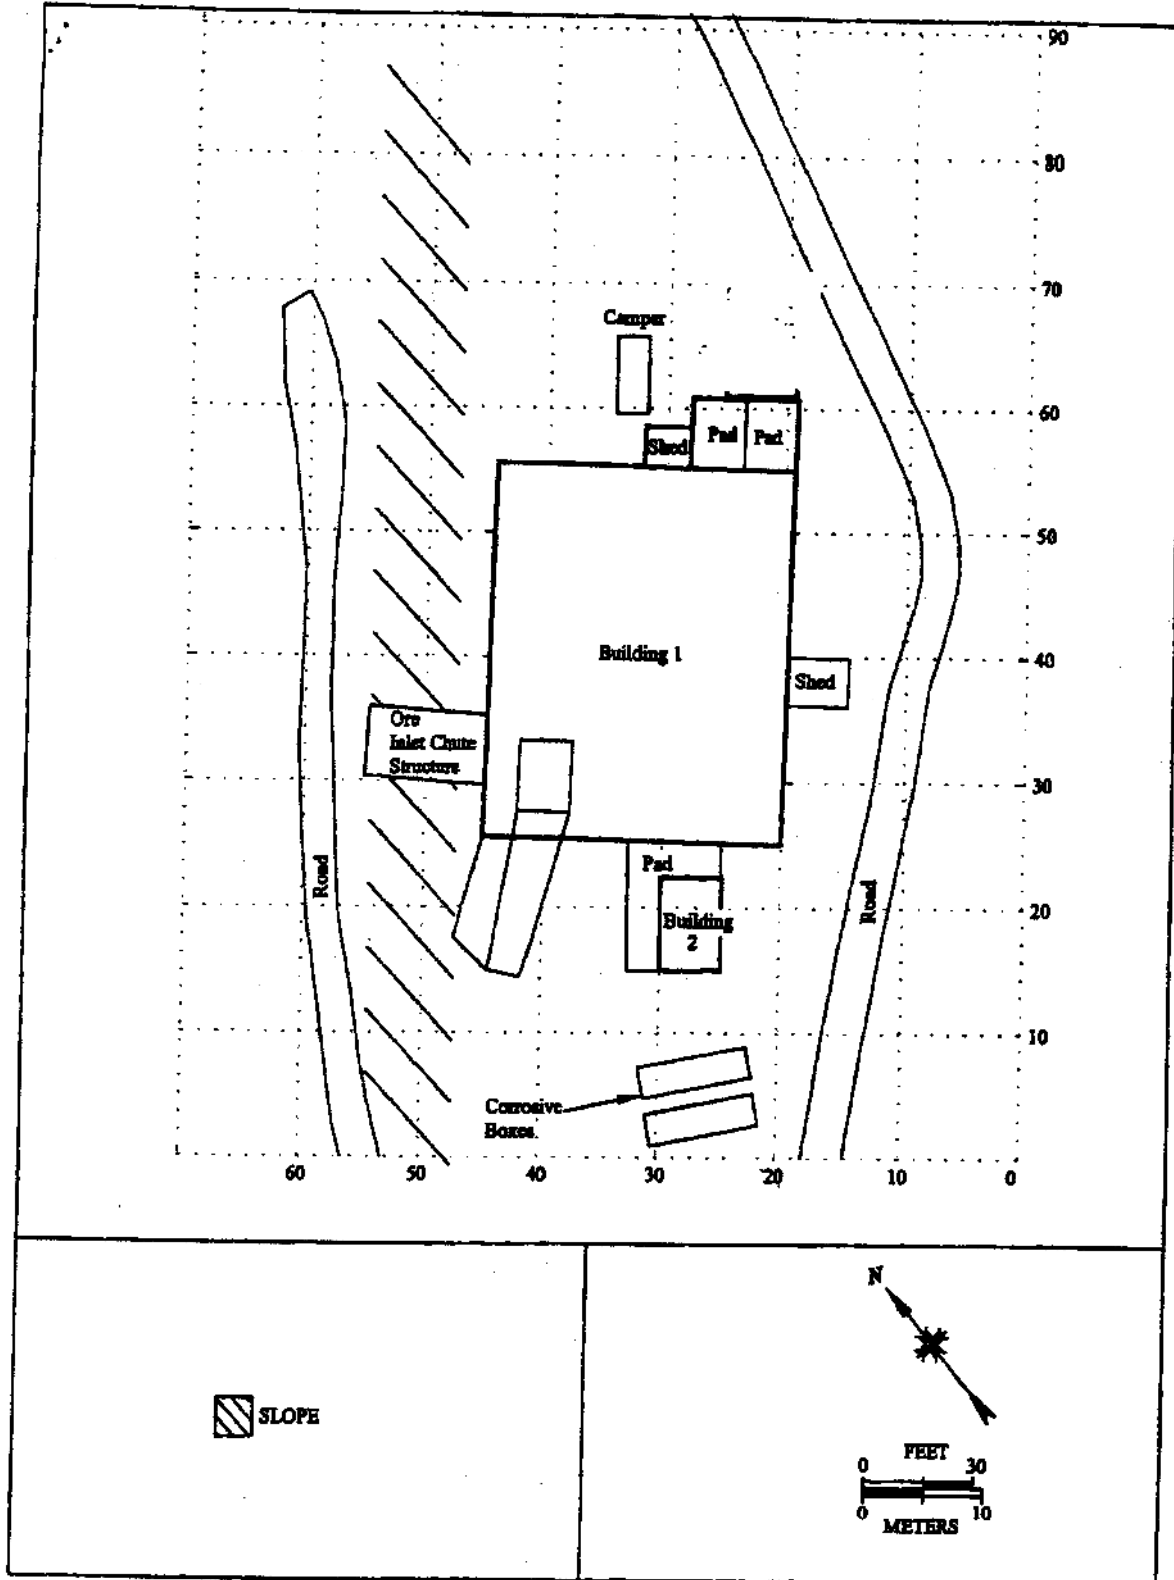 90
80
70
Camper
60
Shed
Pad
Pad
50
Building 1
40
Shed
Ore
Inlet Chute
Structure
30
Pad
Road
Road
20
Building
2
10
Corrosive
Boxes
60
50
40
30
20
10
0
N
SLOPE
FEET
0
30
0
10
METERS